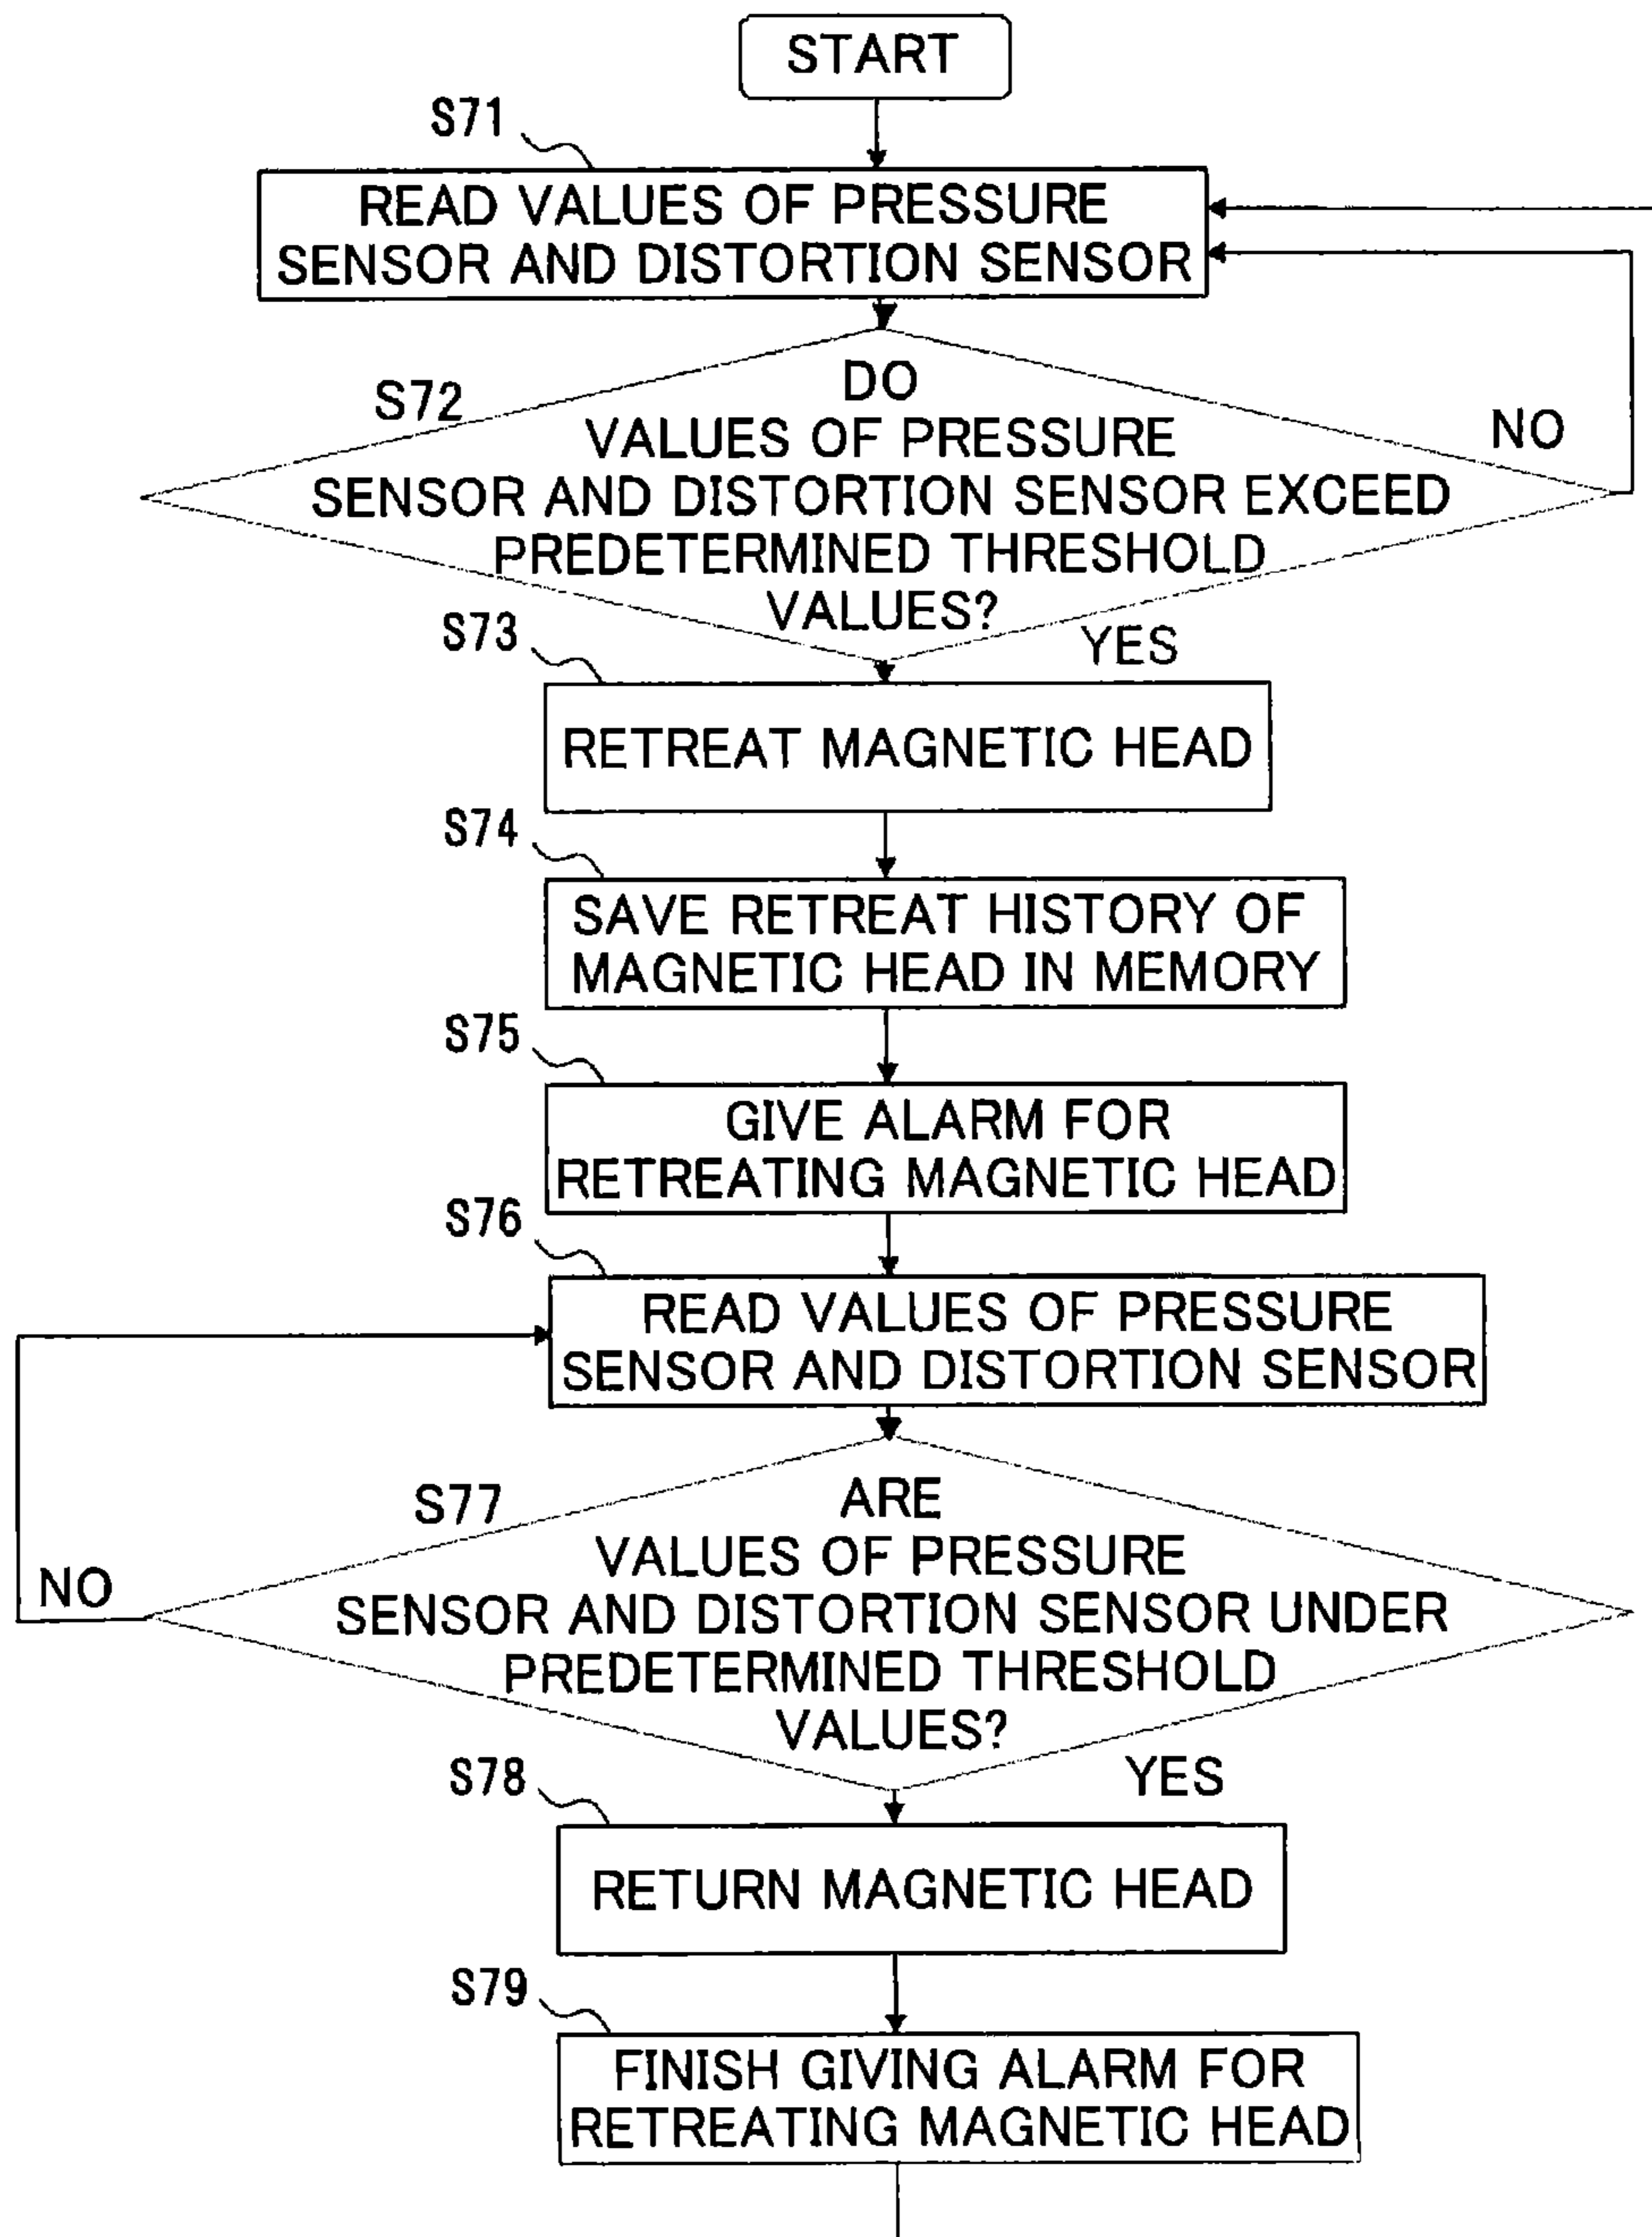 START
S71
READ VALUES OF PRESSURE
SENSOR AND DISTORTION SENSOR
S72
DO
VALUES OF PRESSURE
SENSOR AND DISTORTION SENSOR EXCEED
PREDETERMINED THRESHOLD
VALUES?
NO
YES
S73
RETREAT MAGNETIC HEAD
S74
SAVE RETREAT HISTORY OF
MAGNETIC HEAD IN MEMORY
S75
GIVE ALARM FOR
RETREATING MAGNETIC HEAD
S76
READ VALUES OF PRESSURE
SENSOR AND DISTORTION SENSOR
S77
ARE
VALUES OF PRESSURE
SENSOR AND DISTORTION SENSOR UNDER
PREDETERMINED THRESHOLD
VALUES?
NO
YES
S78
RETURN MAGNETIC HEAD
S79
FINISH GIVING ALARM FOR
RETREATING MAGNETIC HEAD